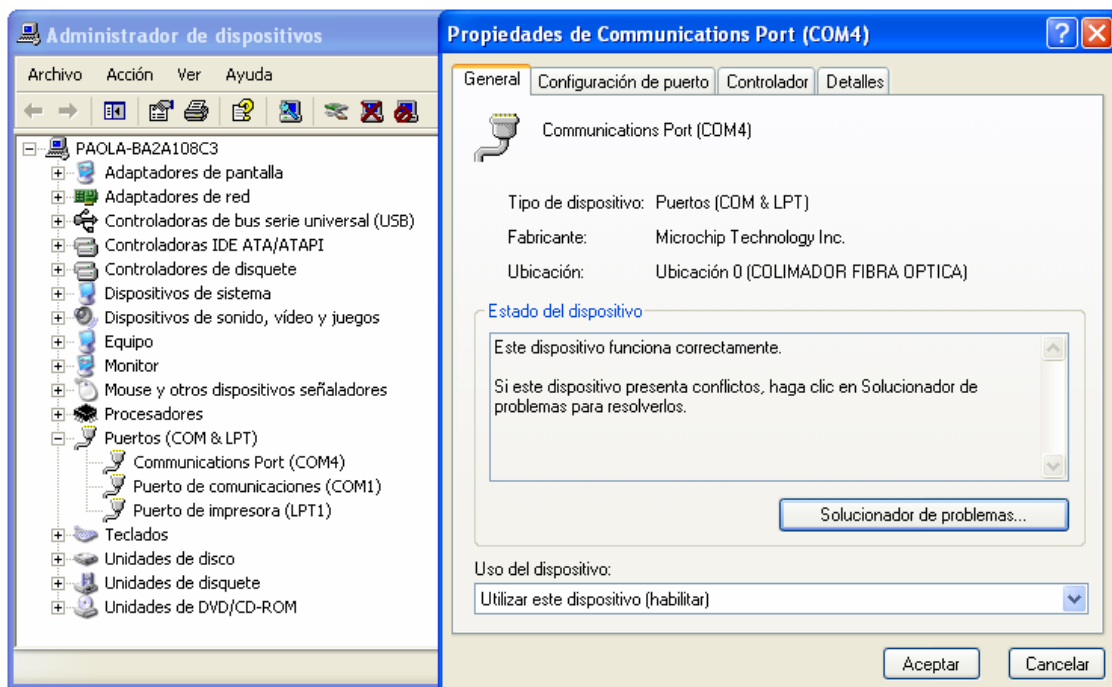 Administrador de dispositivos
Archivo Acción Ver Ayuda
PAOLA-BA2A108C3
Adaptadores de pantalla
Adaptadores de red
Controladoras de bus serie universal (USB)
Controladoras IDE ATA/ATAPI
Controladores de disquete
Dispositivos de sistema
Dispositivos de sonido, vídeo y juegos
Equipo
Monitor
Mouse y otros dispositivos señaladores
Procesadores
Puertos (COM & LPT)
Communications Port (COM4)
Puerto de comunicaciones (COM1)
Puerto de impresora (LPT1)
Teclados
Unidades de disco
Unidades de disquete
Unidades de DVD/CD-ROM
Propiedades de Communications Port (COM4)
General Configuración de puerto Controlador Detalles
Communications Port (COM4)
Tipo de dispositivo: Puertos (COM & LPT)
Fabricante: Microchip Technology Inc.
Ubicación: Ubicación 0 (COLIMADOR FIBRA OPTICA)
Estado del dispositivo
Este dispositivo funciona correctamente.
Si este dispositivo presenta conflictos, haga clic en Solucionador de
problemas para resolverlos.
Solucionador de problemas...
Uso del dispositivo:
Utilizar este dispositivo (habilitar)
Aceptar Cancelar